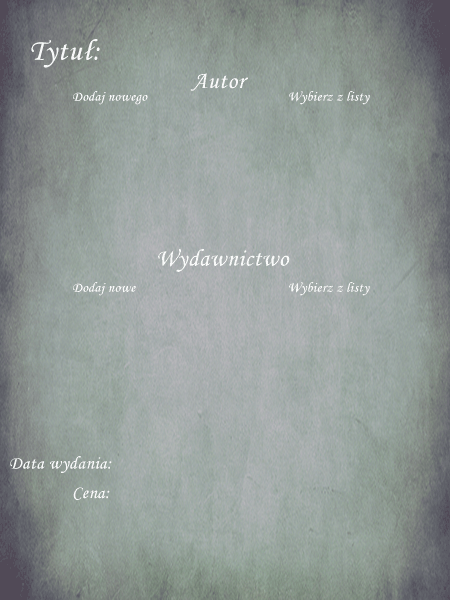 Tytuł:
Autor
Dodaj nowego Wybierz z listy
Wydawnictwo
Dodaj nowe Wybierz z listy
Data wydania:
Cena: